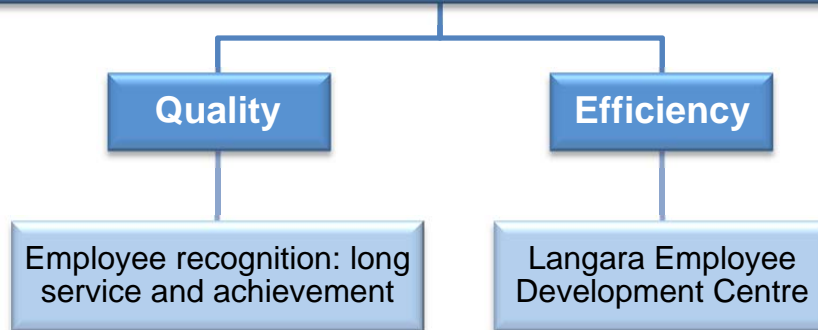 Quality
Efficiency
Employee recognition: long
service and achievement
Langara Employee
Development Centre